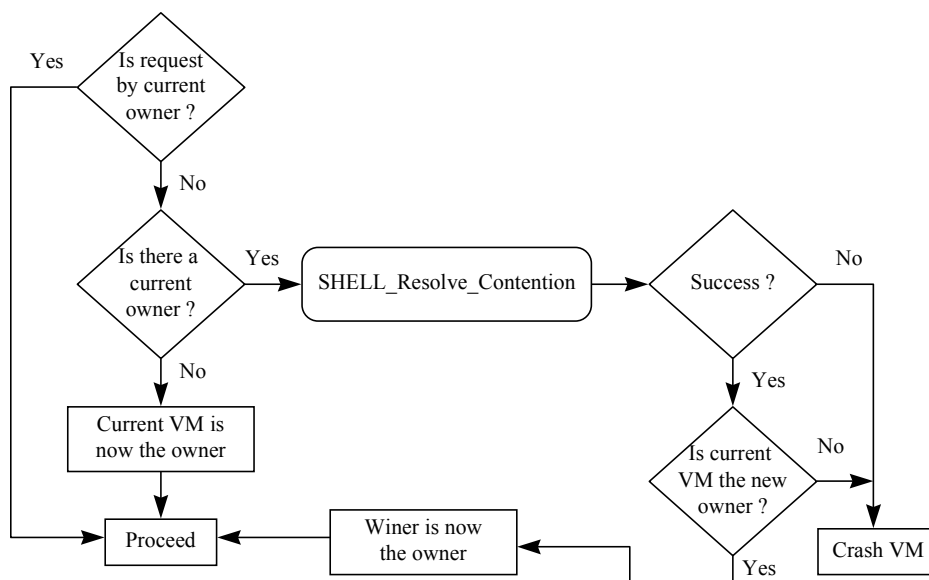 Yes
Is request
by current
owner ?
No
Is there a
current
owner ?
Yes
SHELL_Resolve_Contention
Success ?
No
No
Yes
Current VM is
now the owner
Is current
VM the new
owner ?
No
Proceed
Winer is now
the owner
Yes
Crash VM